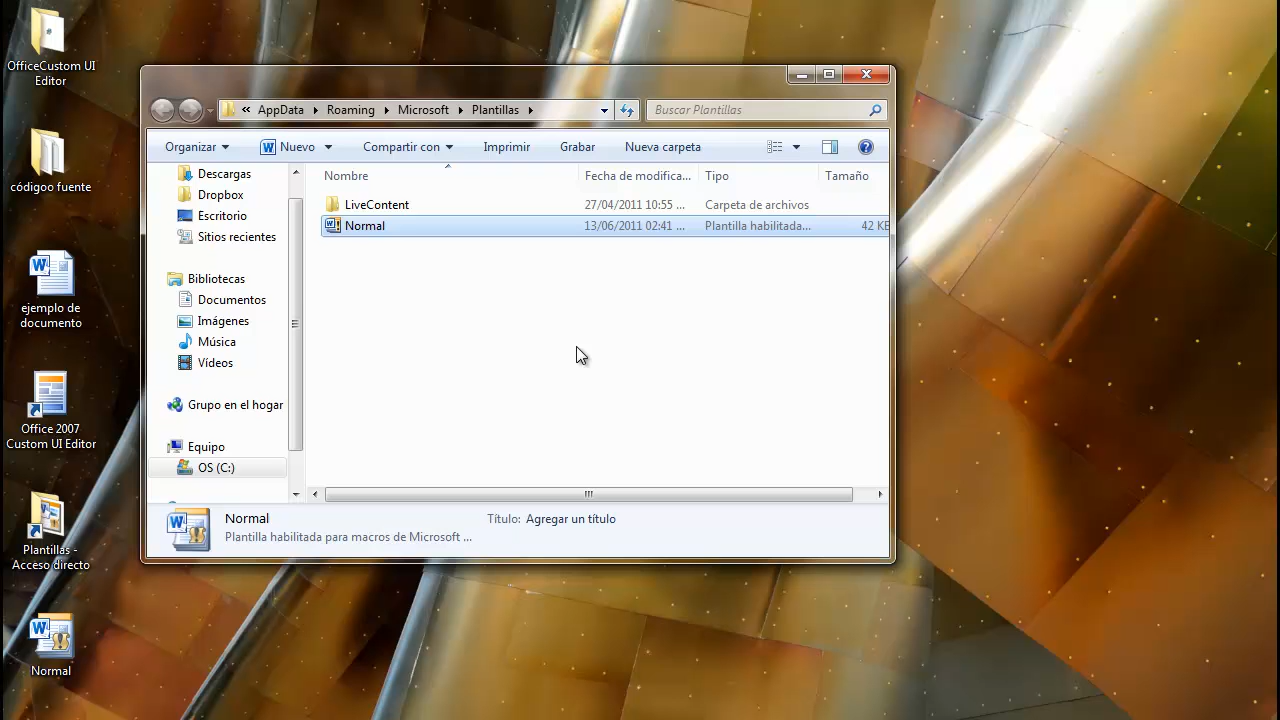 OfficeCustom UI
Editor
códigoo fuente
ejemplo de
documento
Office 2007
Custom UI Editor
Plantillas -
Acceso directo
Normal
« AppData Roaming Microsoft Plantillas
Buscar Plantillas
Organizar Nuevo Compartir con Imprimir Grabar Nueva carpeta
Descargas
Dropbox
Escritorio
Sitios recientes
Bibliotecas
Documentos
Imágenes
Música
Vídeos
Grupo en el hogar
Equipo
OS (C:)
Nombre Fecha de modifica... Tipo Tamaño
LiveContent 27/04/2011 10:55 ... Carpeta de archivos
Normal 13/06/2011 02:41 ... Plantilla habilitada... 42 KE
Normal Título: Agregar un título
Plantilla habilitada para macros de Microsoft ...